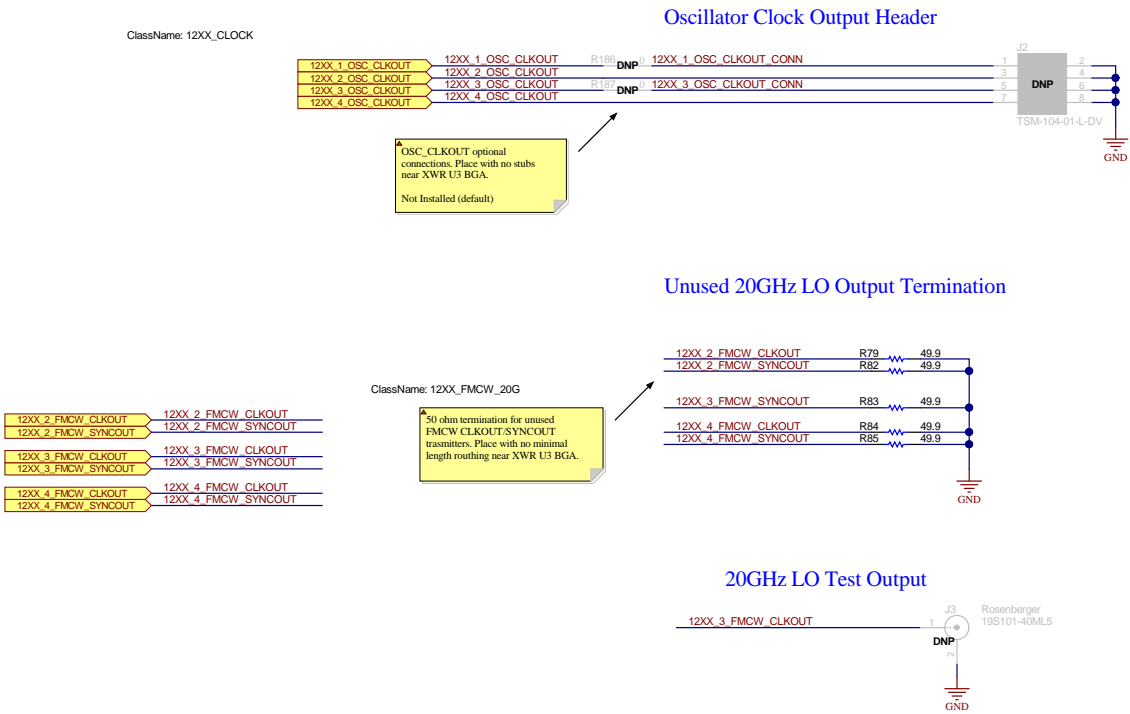 Oscillator Clock Output Header
ClassName: 12XX_CLOCK
J2
12XX_1_OSC_CLKOUT 12XX_1_OSC_CLKOUT R186 DNP 0 12XX_1_OSC_CLKOUT_CONN 1 2
12XX_2_OSC_CLKOUT 12XX_2_OSC_CLKOUT 3 4
12XX_3_OSC_CLKOUT 12XX_3_OSC_CLKOUT R187 DNP 0 12XX_3_OSC_CLKOUT_CONN 5 DNP 6
12XX_4_OSC_CLKOUT 12XX_4_OSC_CLKOUT 7 8
TSM-104-01-L-DV
GND
OSC_CLKOUT optional
connections. Place with no stubs
near XWR U3 BGA.
Not Installed (default)
Unused 20GHz LO Output Termination
12XX_2_FMCW_CLKOUT R79 49.9
12XX_2_FMCW_SYNCOUT R82 49.9
12XX_3_FMCW_SYNCOUT R83 49.9
12XX_4_FMCW_CLKOUT R84 49.9
12XX_4_FMCW_SYNCOUT R85 49.9
GND
ClassName: 12XX_FMCW_20G
50 ohm termination for unused
FMCW CLKOUT/SYNCOUT
trasmitters. Place with no minimal
length routhing near XWR U3 BGA.
12XX_2_FMCW_CLKOUT 12XX_2_FMCW_CLKOUT
12XX_2_FMCW_SYNCOUT 12XX_2_FMCW_SYNCOUT
12XX_3_FMCW_CLKOUT 12XX_3_FMCW_CLKOUT
12XX_3_FMCW_SYNCOUT 12XX_3_FMCW_SYNCOUT
12XX_4_FMCW_CLKOUT 12XX_4_FMCW_CLKOUT
12XX_4_FMCW_SYNCOUT 12XX_4_FMCW_SYNCOUT
20GHz LO Test Output
J3 Rosenberger
12XX_3_FMCW_CLKOUT 1 19S101-40ML5
DNP
2
GND